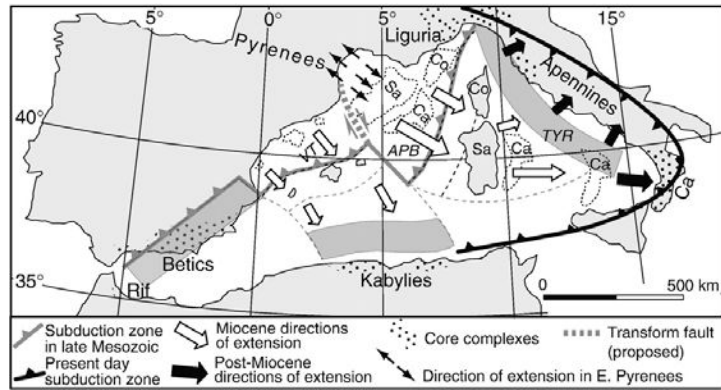 0 5° 15°
Liguria
Pyrenees
Co
Sa
Ca
Apennines
40°
Co
APB
TYR
Sa
Ca
Ca
Ca
Betics
35°
Rif
Kabylies
0 500 km
Subduction zone
in late Mesozoic
Present day
subduction zone
Miocene directions
of extension
Post-Miocene
directions of extension
Core complexes
Transform fault
(proposed)
Direction of extension in E. Pyrenees